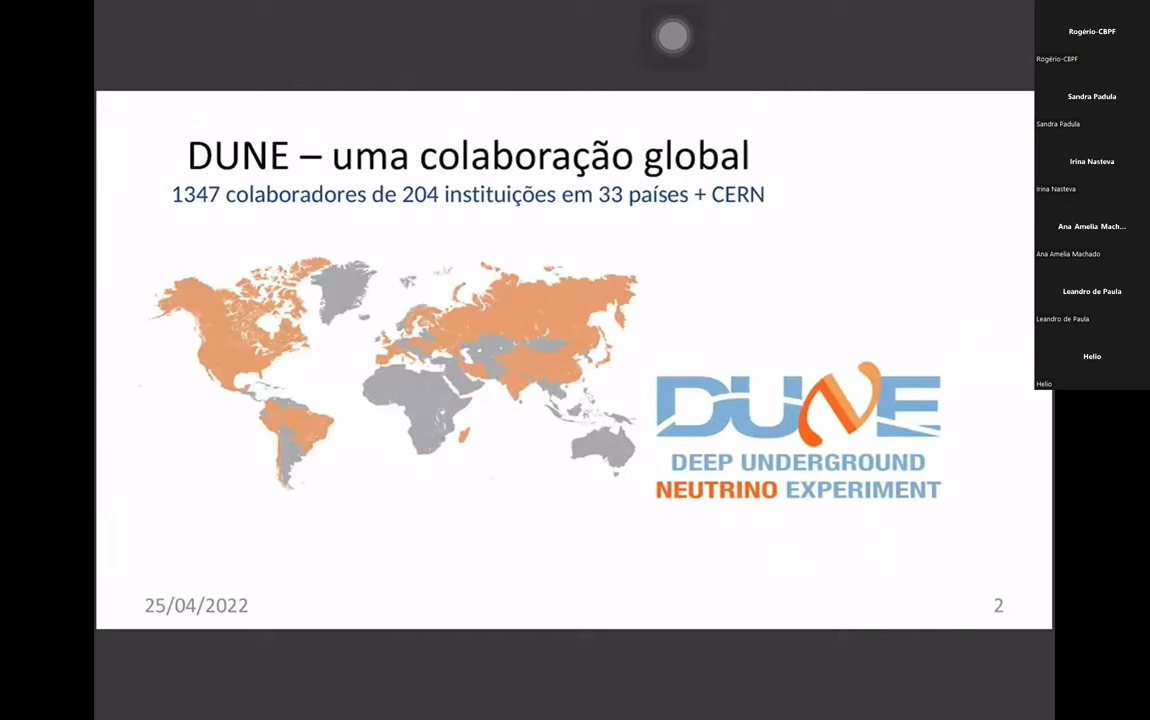 DUNE – uma colaboração global
1347 colaboradores de 204 instituições em 33 países + CERN
DUNE
DEEP UNDERGROUND
NEUTRINO EXPERIMENT
25/04/2022
2
Rogério-CBPF
Rogério-CBPF
Sandra Padula
Sandra Padula
Irina Nasteva
Irina Nasteva
Ana Amelia Mach...
Ana Amelia Machado
Leandro de Paula
Leandro de Paula
Helio
Helio